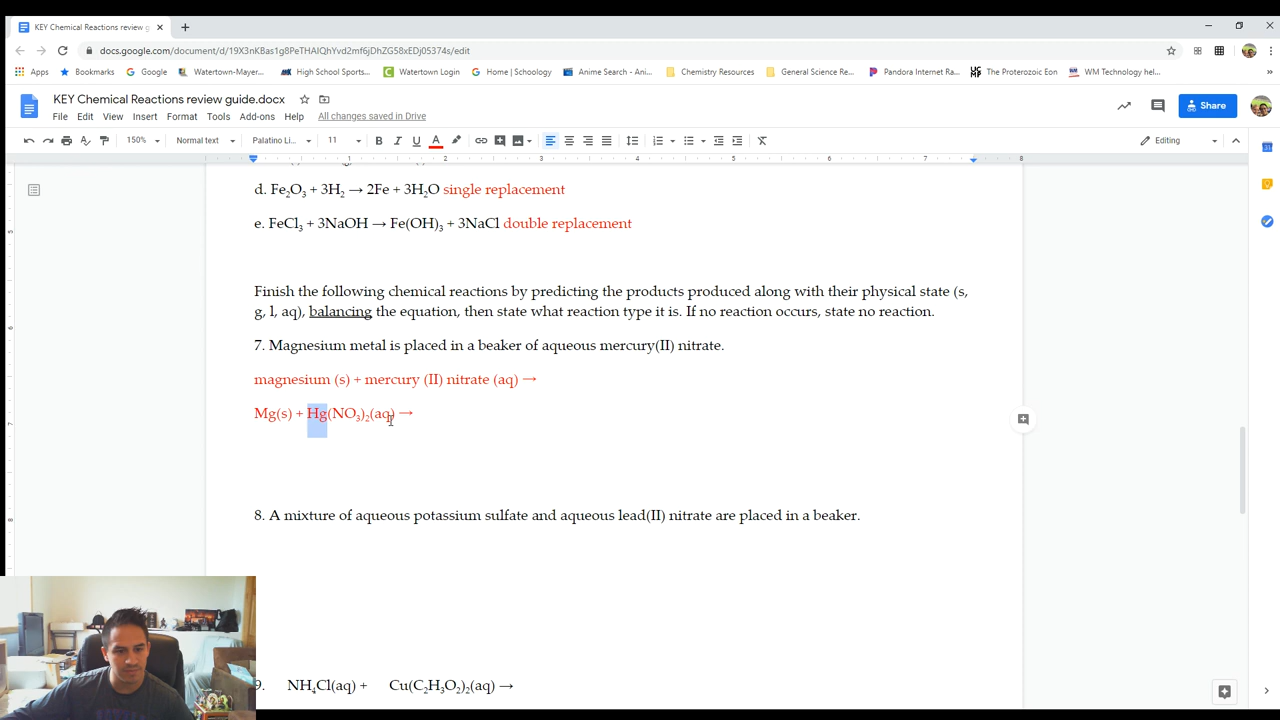 KEY Chemical Reactions review g
docs.google.com/document/d/19X3nKBas1g8PeTHAIQhYvd2mf6jDhZG58xEDj05374s/edit
Apps Bookmarks Google Watertown-Mayer... High School Sports... Watertown Login Home | Schoology Anime Search - Ani... Chemistry Resources General Science Re... Pandora Internet Ra... The Proterozoic Eon WM Technology hel...
KEY Chemical Reactions review guide.docx
Share
File Edit View Insert Format Tools Add-ons Help All changes saved in Drive
150% Normal text Palatino Li... 11 Editing
1 2 3 4 5 6 7 8
d. Fe₂O₃ + 3H₂ → 2Fe + 3H₂O single replacement
e. FeCl₃ + 3NaOH → Fe(OH)₃ + 3NaCl double replacement
Finish the following chemical reactions by predicting the products produced along with their physical state (s,
g, l, aq), balancing the equation, then state what reaction type it is. If no reaction occurs, state no reaction.
7. Magnesium metal is placed in a beaker of aqueous mercury(II) nitrate.
magnesium (s) + mercury (II) nitrate (aq) →
Mg(s) + Hg(NO₃)₂(aq) →
8. A mixture of aqueous potassium sulfate and aqueous lead(II) nitrate are placed in a beaker.
9. NH₄Cl(aq) + Cu(C₂H₃O₂)₂(aq) →